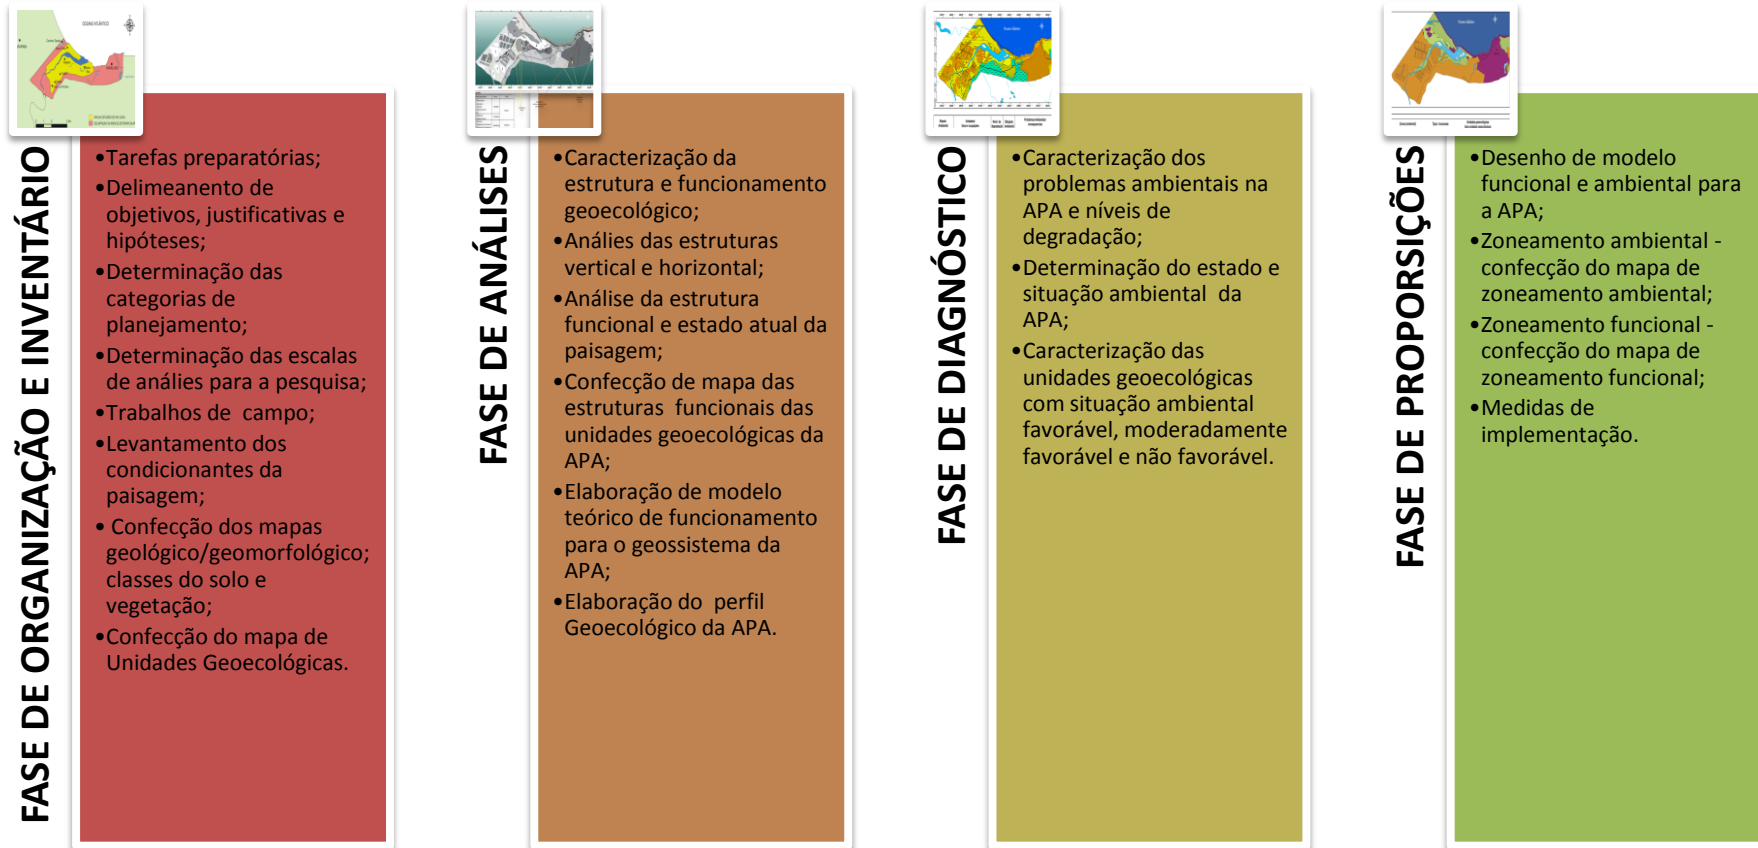 FASE DE ORGANIZAÇÃO E INVENTÁRIO
•Tarefas preparatórias;
•Delimeanento de
objetivos, justificativas e
hipóteses;
•Determinação das
categorias de
planejamento;
•Determinação das escalas
de análies para a pesquisa;
•Trabalhos de campo;
•Levantamento dos
condicionantes da
paisagem;
• Confecção dos mapas
geológico/geomorfológico;
classes do solo e
vegetação;
•Confecção do mapa de
Unidades Geoecológicas.
FASE DE ANÁLISES
•Caracterização da
estrutura e funcionamento
geoecológico;
•Análies das estruturas
vertical e horizontal;
•Análise da estrutura
funcional e estado atual da
paisagem;
•Confecção de mapa das
estruturas funcionais das
unidades geoecológicas da
APA;
•Elaboração de modelo
teórico de funcionamento
para o geossistema da
APA;
•Elaboração do perfil
Geoecológico da APA.
FASE DE DIAGNÓSTICO
•Caracterização dos
problemas ambientais na
APA e níveis de
degradação;
•Determinação do estado e
situação ambiental da
APA;
•Caracterização das
unidades geoecológicas
com situação ambiental
favorável, moderadamente
favorável e não favorável.
FASE DE PROPORSIÇÕES
•Desenho de modelo
funcional e ambiental para
a APA;
•Zoneamento ambiental -
confecção do mapa de
zoneamento ambiental;
•Zoneamento funcional -
confecção do mapa de
zoneamento funcional;
•Medidas de
implementação.